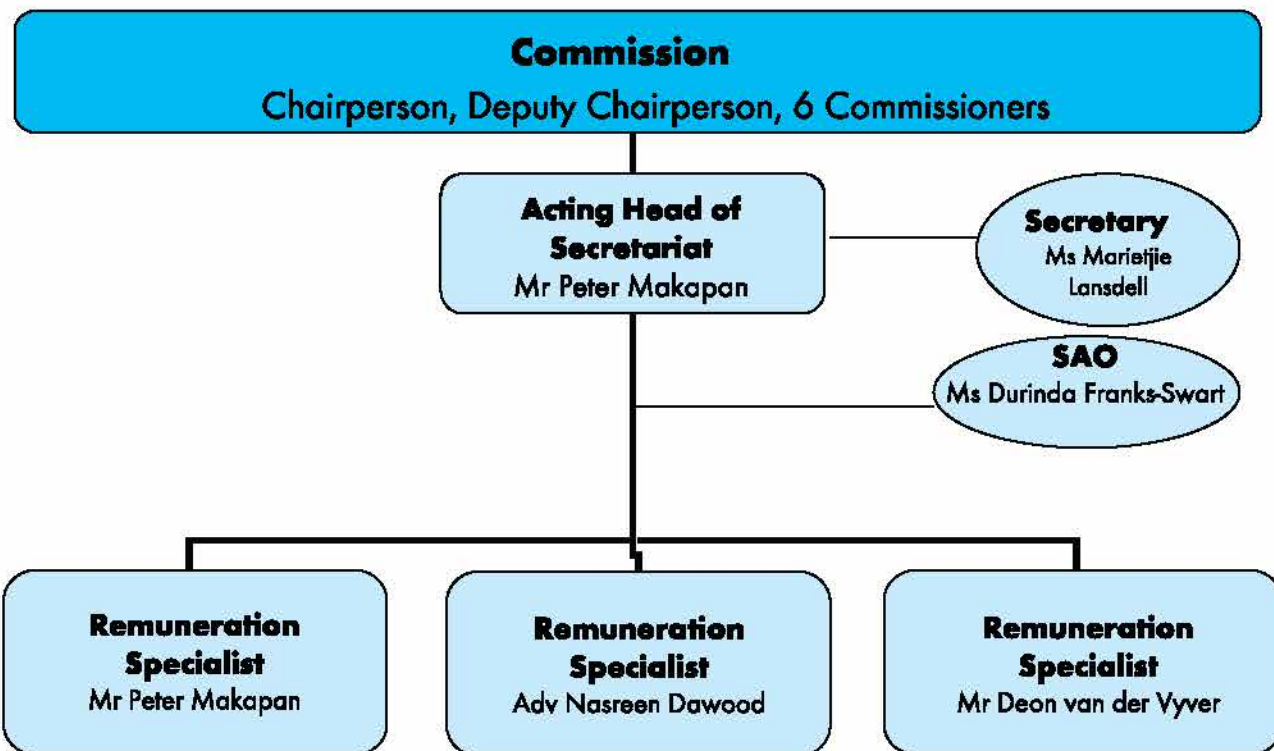 Commission
Chairperson, Deputy Chairperson, 6 Commissioners
Acting Head of
Secretariat
Mr Peter Makapan
Secretary
Ms Marietjie
Lansdell
SAO
Ms Durinda Franks-Swart
Remuneration
Specialist
Mr Peter Makapan
Remuneration
Specialist
Adv Nasreen Dawood
Remuneration
Specialist
Mr Deon van der Vyver